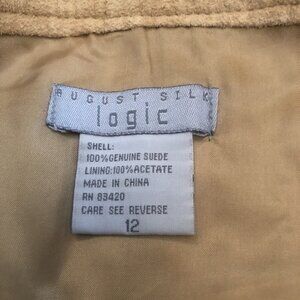 AUGUST SILK
logic
SHELL:
100%GENUINE SUEDE
LINING:100%ACETATE
MADE IN CHINA
RN 83420
CARE SEE REVERSE
12